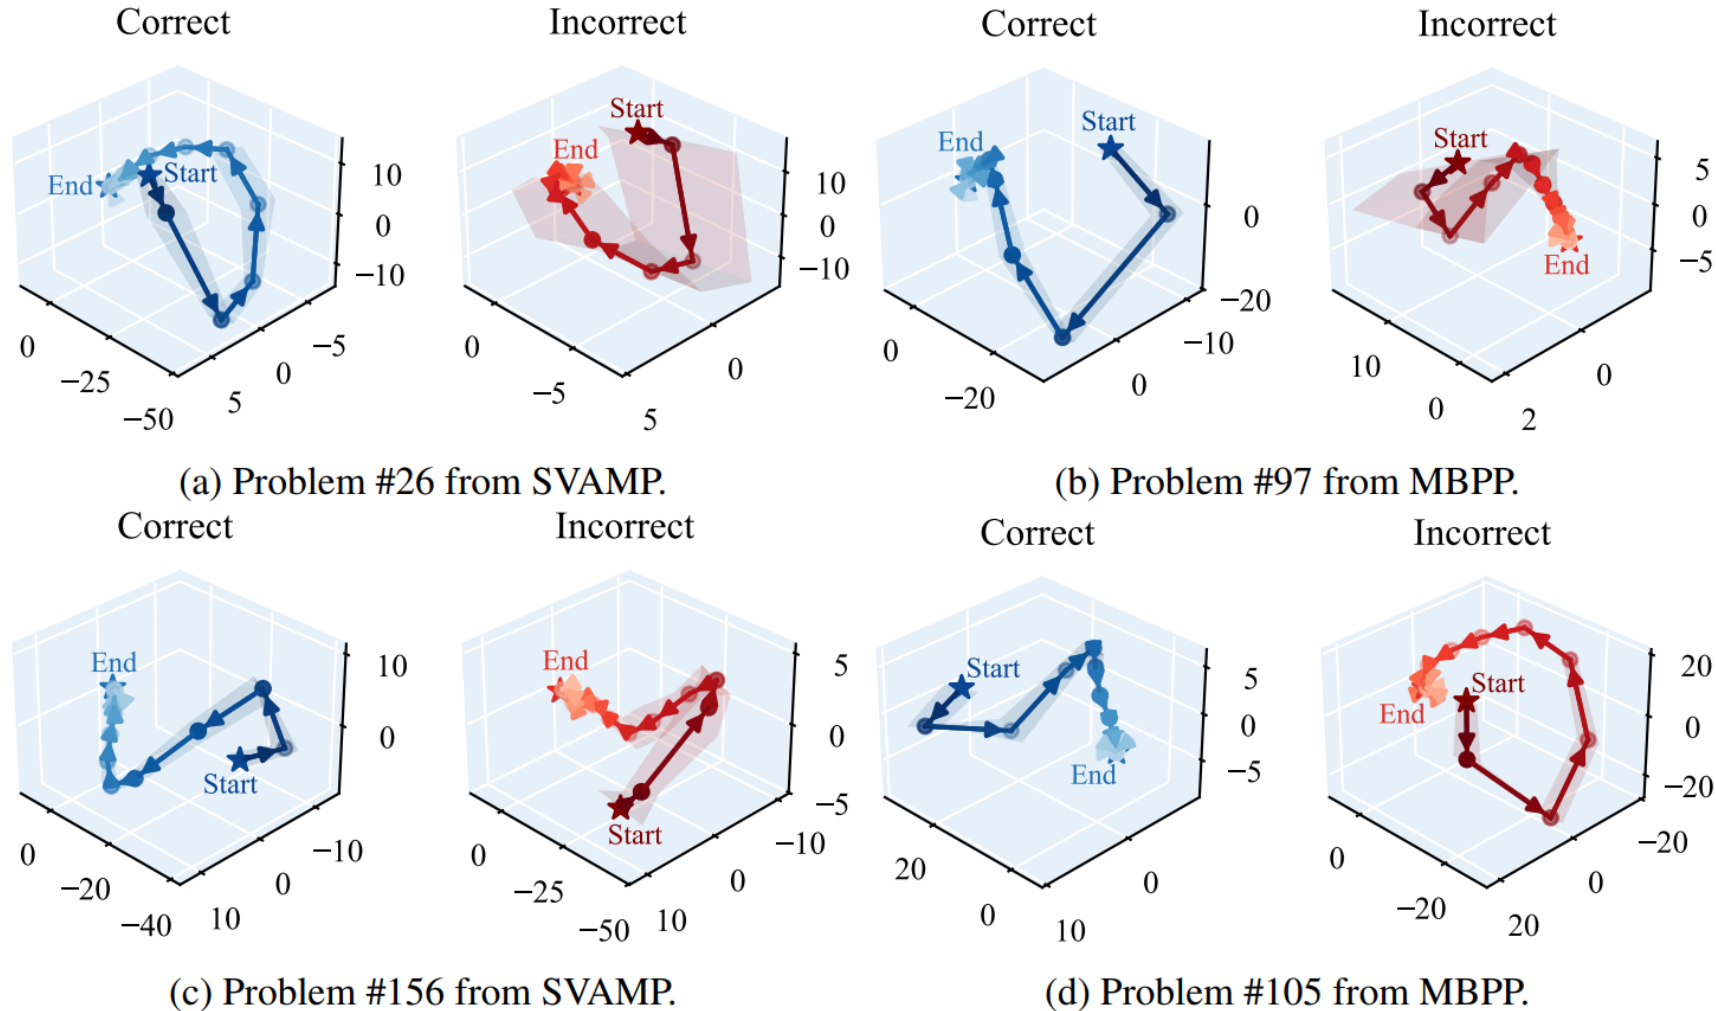 Correct
Incorrect
Correct
Incorrect
Start
End
10
0
−10
0
−25
−50
5
0
−5
Start
End
10
0
−10
0
−5
5
0
Start
End
0
−20
−10
0
0
−20
Start
End
5
0
−5
10
0
2
0
(a) Problem #26 from SVAMP.
(b) Problem #97 from MBPP.
Correct
Incorrect
Correct
Incorrect
End
Start
10
0
0
−20
−40
10
0
−10
End
Start
5
0
−5
0
−25
−50
10
0
−10
Start
End
5
0
−5
20
0
10
0
Start
End
20
0
−20
0
−20
20
0
−20
(c) Problem #156 from SVAMP.
(d) Problem #105 from MBPP.